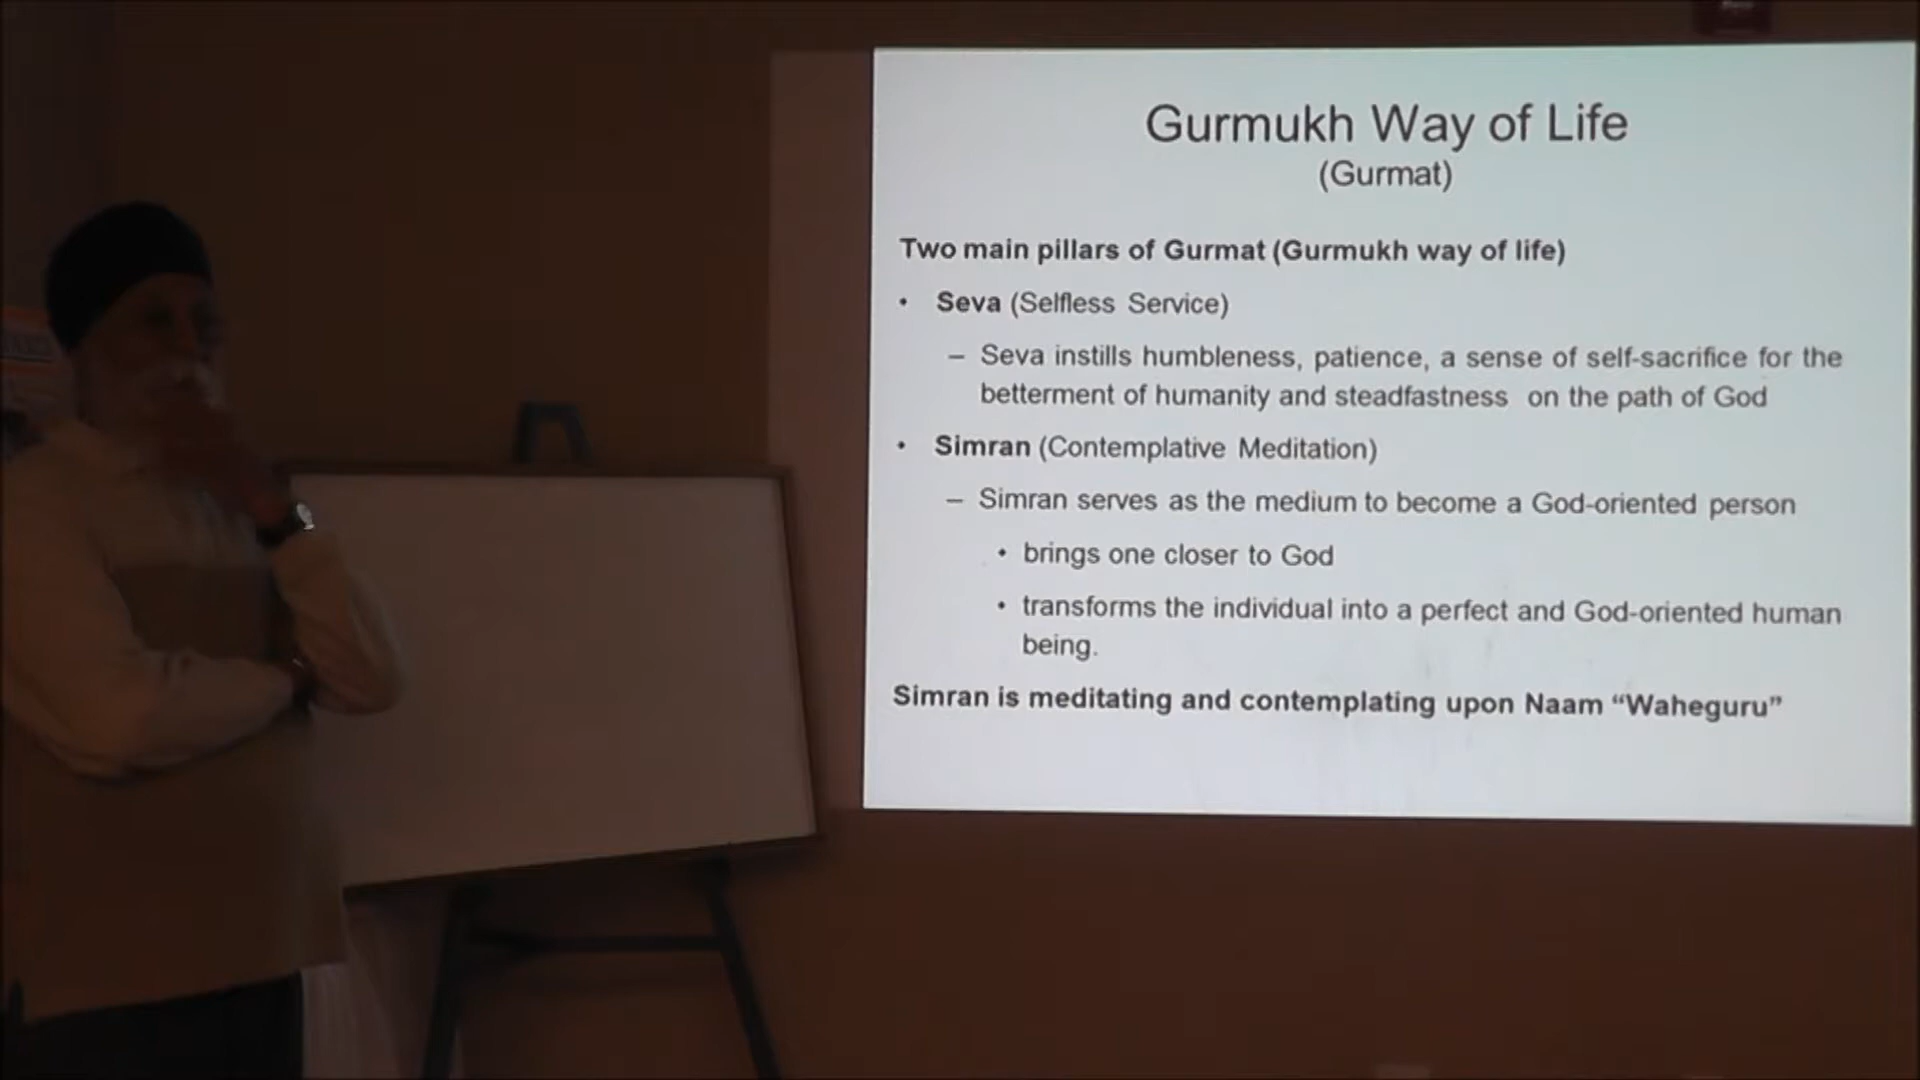 Gurmukh Way of Life
(Gurmat)
Two main pillars of Gurmat (Gurmukh way of life)
• Seva (Selfless Service)
– Seva instills humbleness, patience, a sense of self-sacrifice for the
betterment of humanity and steadfastness on the path of God
• Simran (Contemplative Meditation)
– Simran serves as the medium to become a God-oriented person
• brings one closer to God
• transforms the individual into a perfect and God-oriented human
being.
Simran is meditating and contemplating upon Naam “Waheguru”